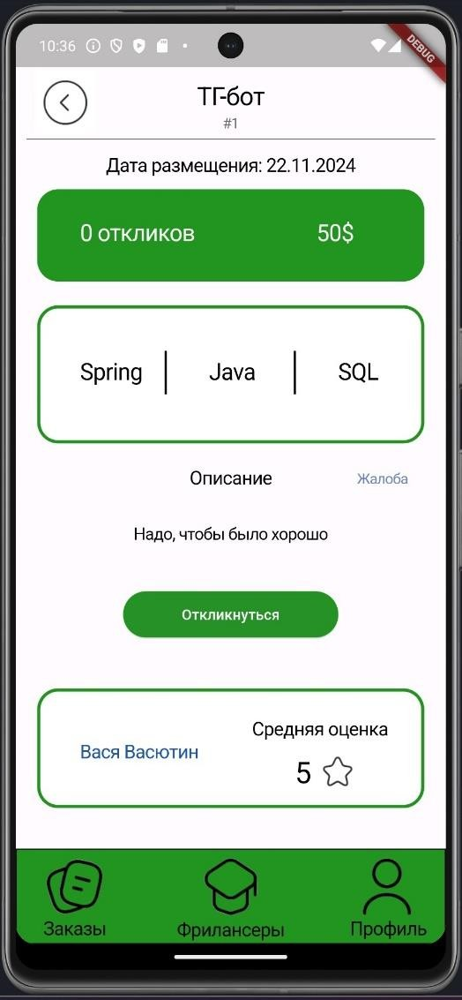 10:36
DEBUG
ТГ-бот
#1
Дата размещения: 22.11.2024
0 откликов 50$
Spring | Java | SQL
Описание Жалоба
Надо, чтобы было хорошо
Откликнуться
Средняя оценка
Вася Васютин
5
Заказы Фрилансеры Профиль